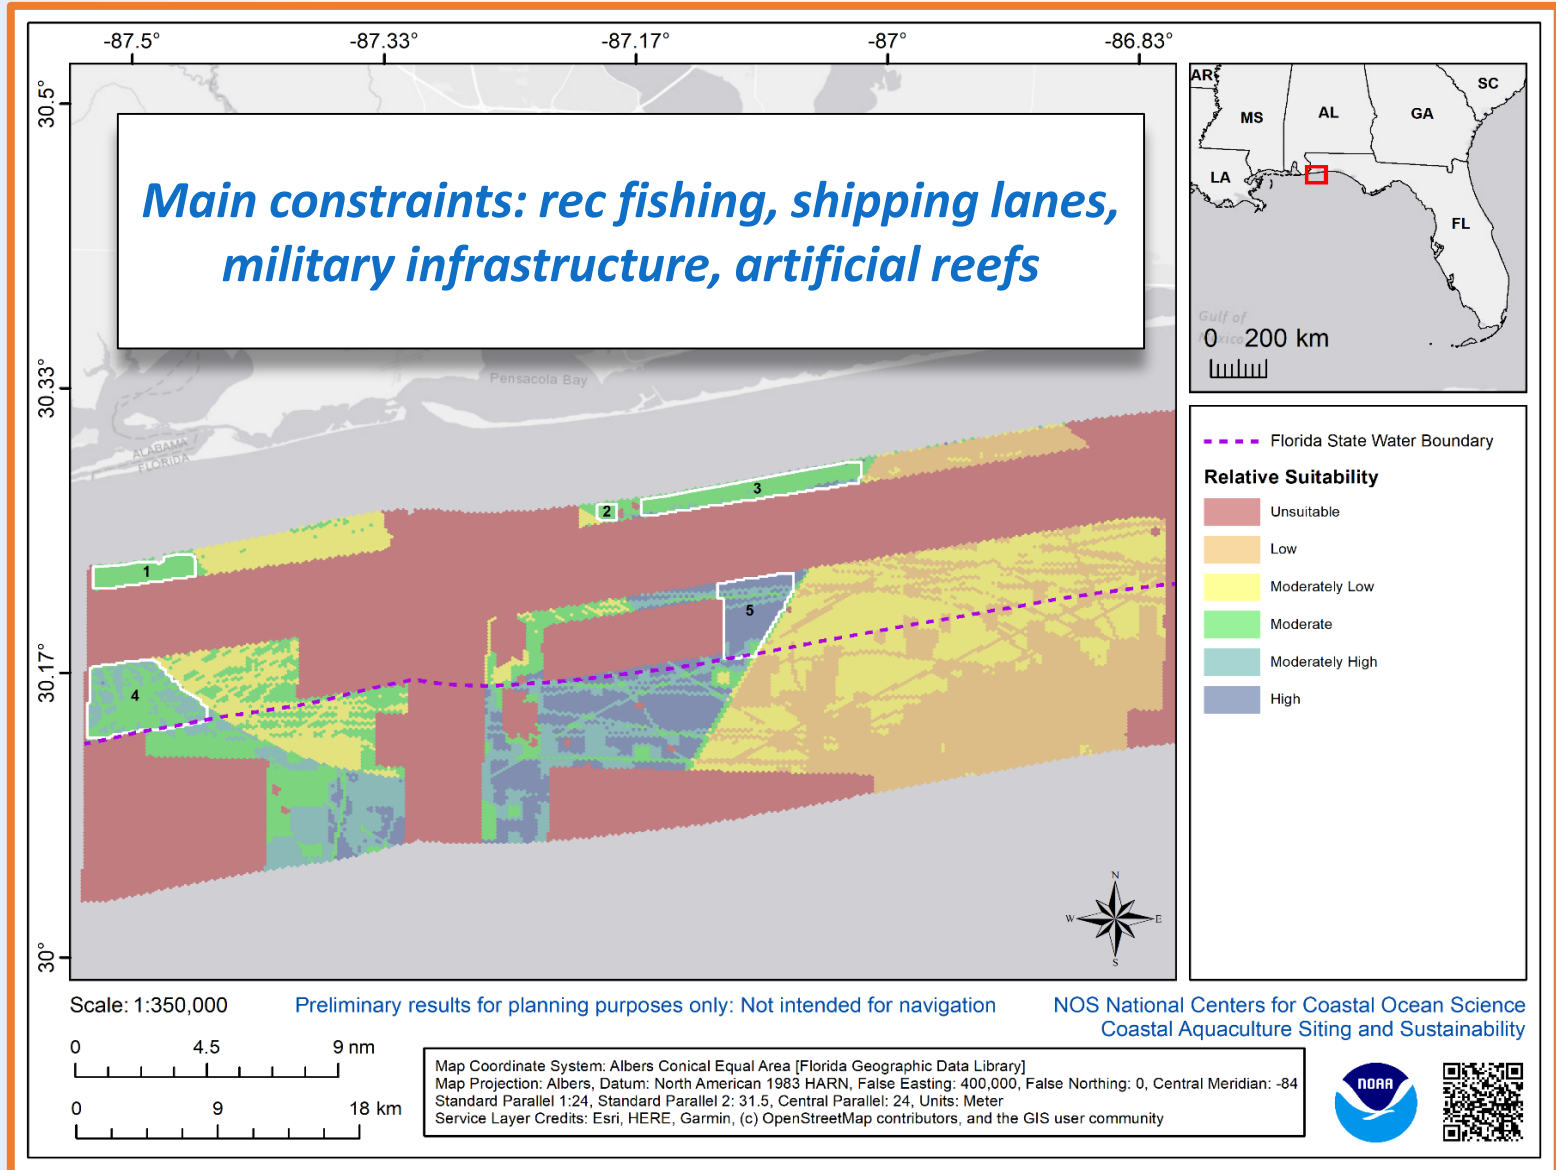 -87.5° -87.33° -87.17° -87° -86.83°
30.5°
30.33°
30.17°
30°
Main constraints: rec fishing, shipping lanes,
military infrastructure, artificial reefs
Pensacola Bay
ALABAMA
FLORIDA
1
2
3
4
5
N
W E
S
AR
MS
AL
GA
SC
LA
FL
Gulf of
Mexico
0 200 km
Florida State Water Boundary
Relative Suitability
Unsuitable
Low
Moderately Low
Moderate
Moderately High
High
Scale: 1:350,000
Preliminary results for planning purposes only: Not intended for navigation
NOS National Centers for Coastal Ocean Science
Coastal Aquaculture Siting and Sustainability
0 4.5 9 nm
0 9 18 km
Map Coordinate System: Albers Conical Equal Area [Florida Geographic Data Library]
Map Projection: Albers, Datum: North American 1983 HARN, False Easting: 400,000, False Northing: 0, Central Meridian: -84
Standard Parallel 1:24, Standard Parallel 2: 31.5, Central Parallel: 24, Units: Meter
Service Layer Credits: Esri, HERE, Garmin, (c) OpenStreetMap contributors, and the GIS user community
NOAA